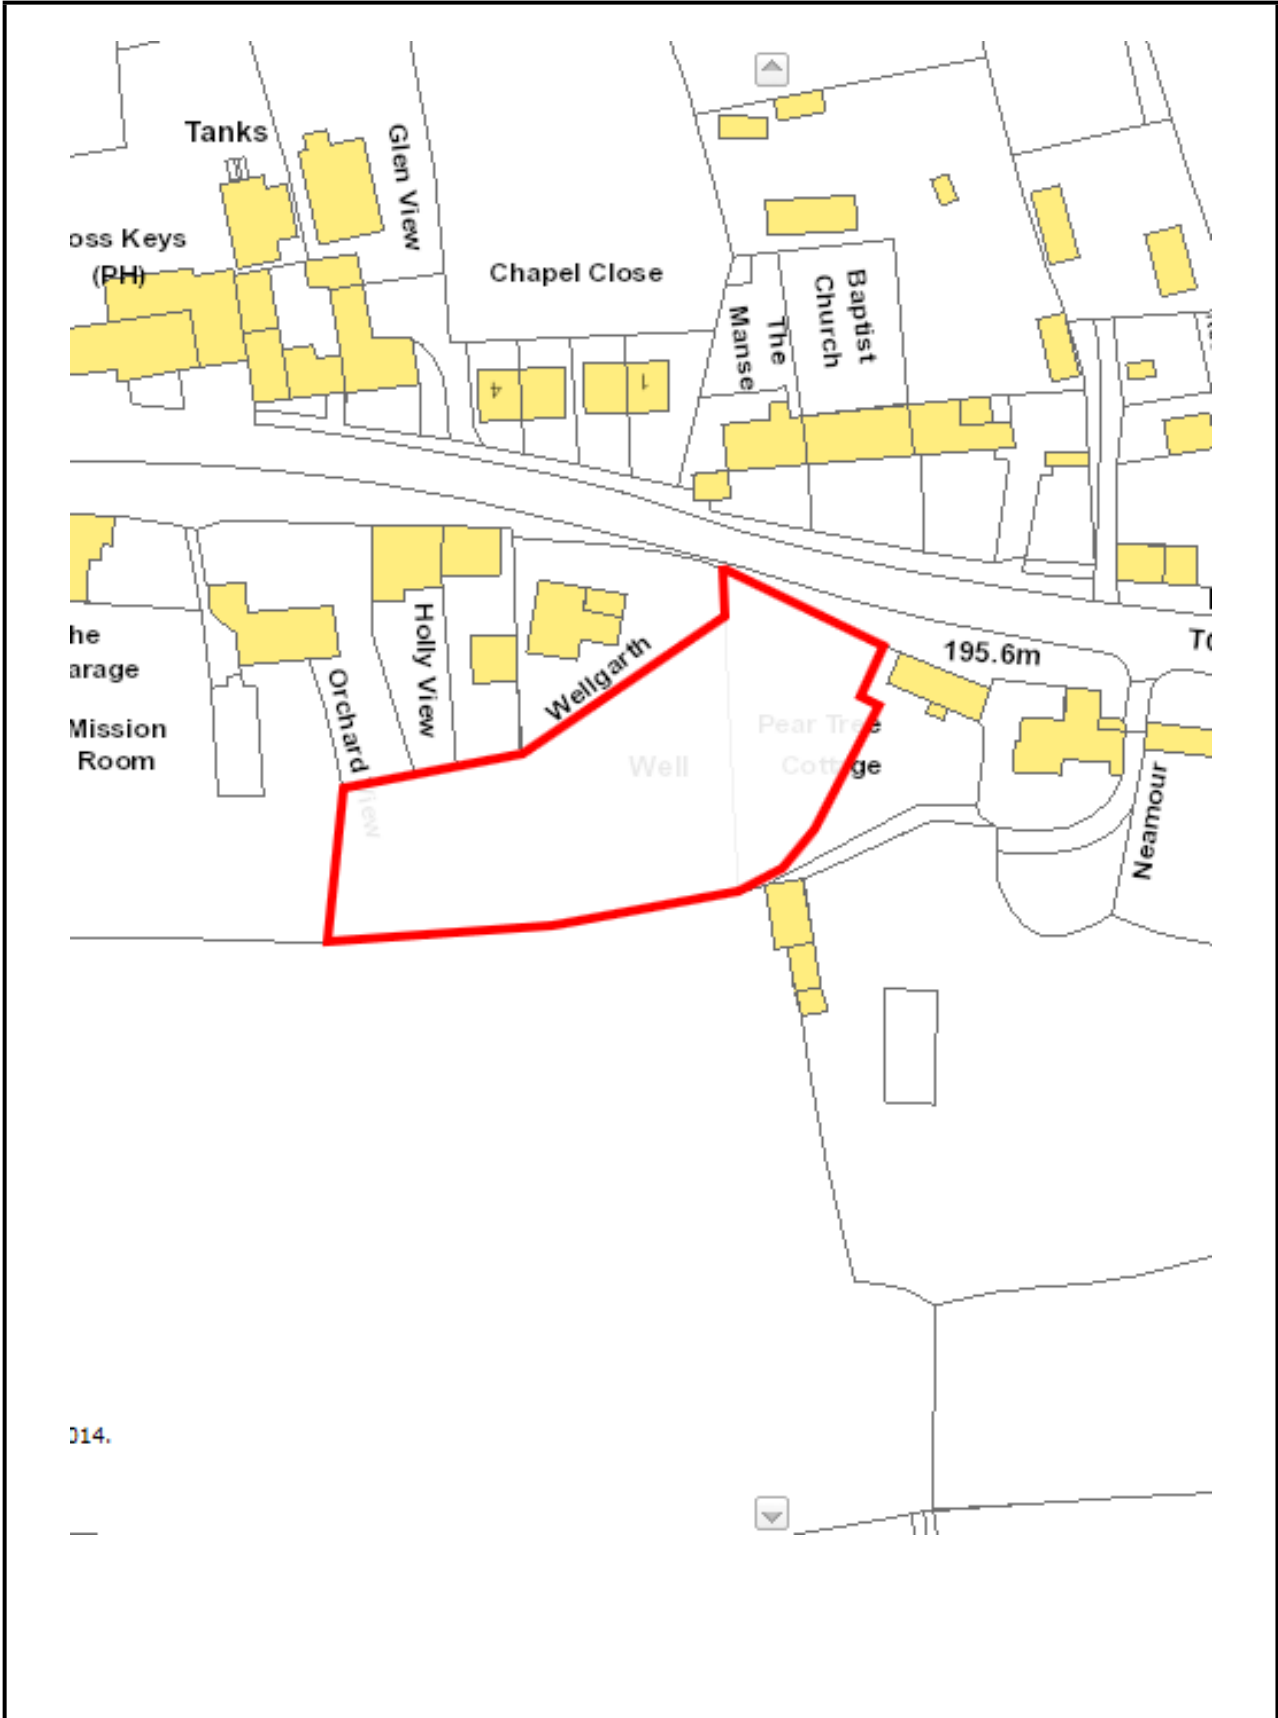 Tanks
Glen View
oss Keys
(PH)
Chapel Close
The
Manse
Baptist
Church
4
1
he
arage
Mission
Room
Orchard View
Holly View
Wellgarth
Well
Pear Tree
Cottage
195.6m
Neamour
014.